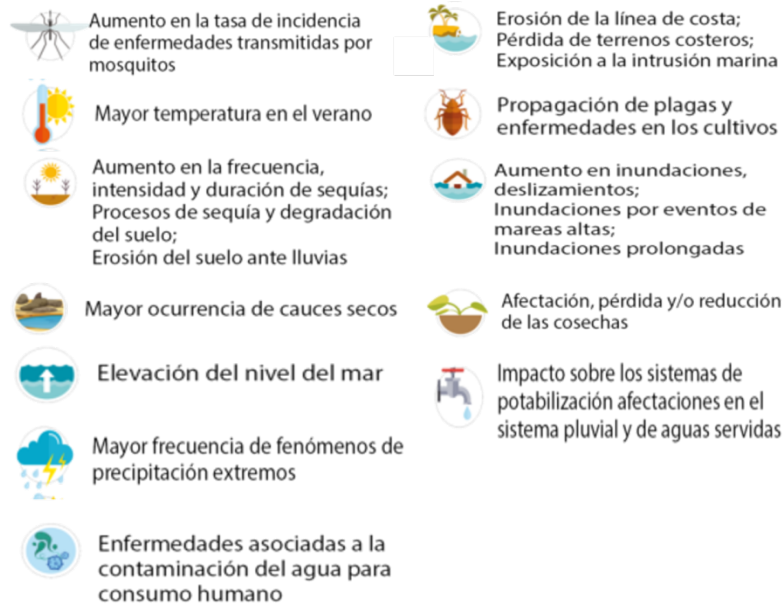 Aumento en la tasa de incidencia
de enfermedades transmitidas por
mosquitos
Mayor temperatura en el verano
Aumento en la frecuencia,
intensidad y duración de sequías;
Procesos de sequía y degradación
del suelo;
Erosión del suelo ante lluvias
Mayor ocurrencia de cauces secos
Elevación del nivel del mar
Mayor frecuencia de fenómenos de
precipitación extremos
Enfermedades asociadas a la
contaminación del agua para
consumo humano
Erosión de la línea de costa;
Pérdida de terrenos costeros;
Exposición a la intrusión marina
Propagación de plagas y
enfermedades en los cultivos
Aumento en inundaciones,
deslizamientos;
Inundaciones por eventos de
mareas altas;
Inundaciones prolongadas
Afectación, pérdida y/o reducción
de las cosechas
Impacto sobre los sistemas de
potabilización afectaciones en el
sistema pluvial y de aguas servidas